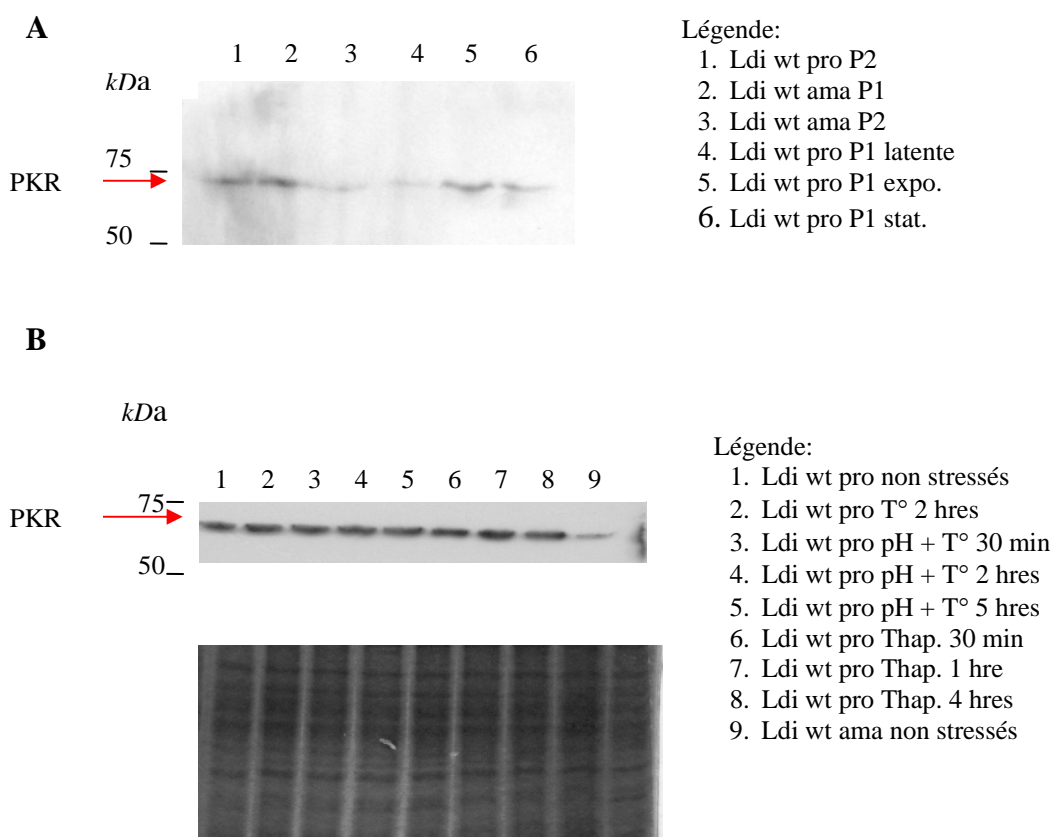 A
1 2 3 4 5 6
kDa
75
PKR
50
Légende:
1. Ldi wt pro P2
2. Ldi wt ama P1
3. Ldi wt ama P2
4. Ldi wt pro P1 latente
5. Ldi wt pro P1 expo.
6. Ldi wt pro P1 stat.
B
kDa
1 2 3 4 5 6 7 8 9
75
PKR
50
Légende:
1. Ldi wt pro non stressés
2. Ldi wt pro T° 2 hres
3. Ldi wt pro pH + T° 30 min
4. Ldi wt pro pH + T° 2 hres
5. Ldi wt pro pH + T° 5 hres
6. Ldi wt pro Thap. 30 min
7. Ldi wt pro Thap. 1 hre
8. Ldi wt pro Thap. 4 hres
9. Ldi wt ama non stressés